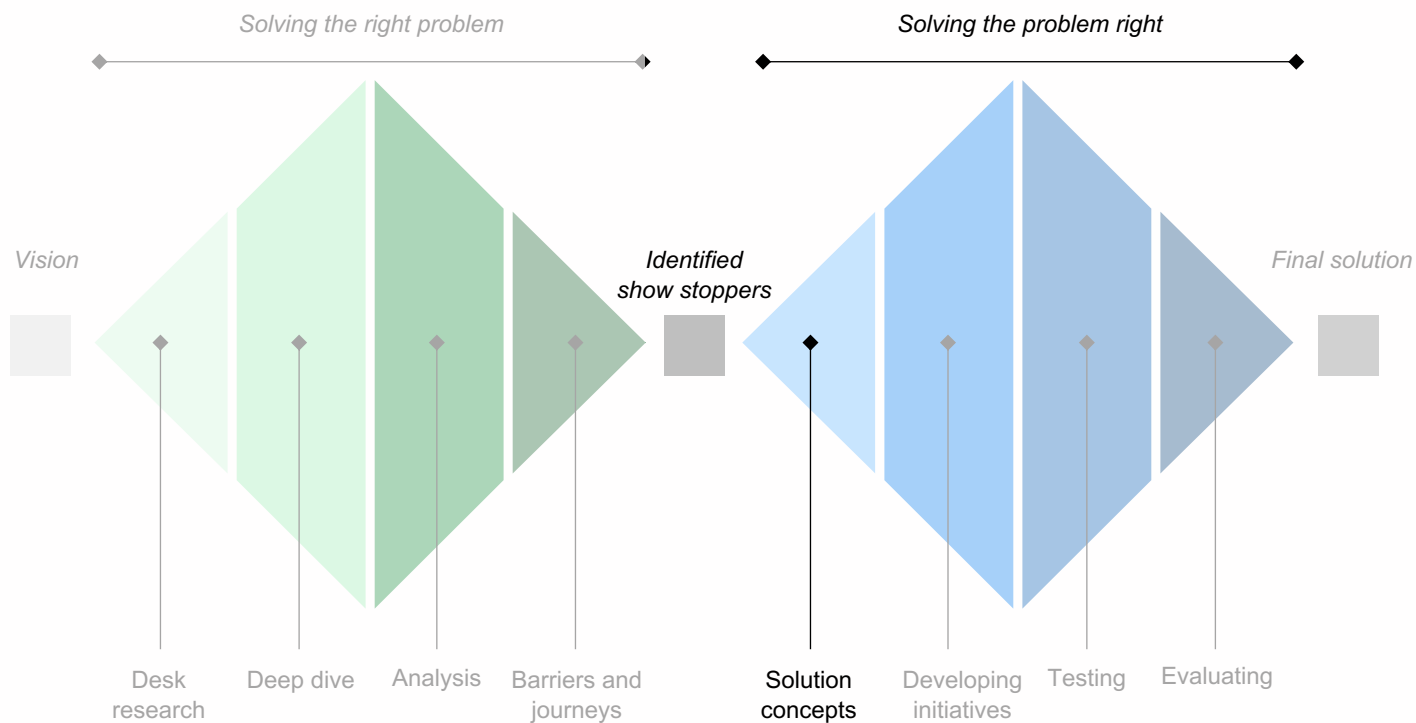 Solving the right problem
Solving the problem right
Vision
Identified
show stoppers
Final solution
Desk
research
Deep dive
Analysis
Barriers and
journeys
Solution
concepts
Developing
initiatives
Testing
Evaluating